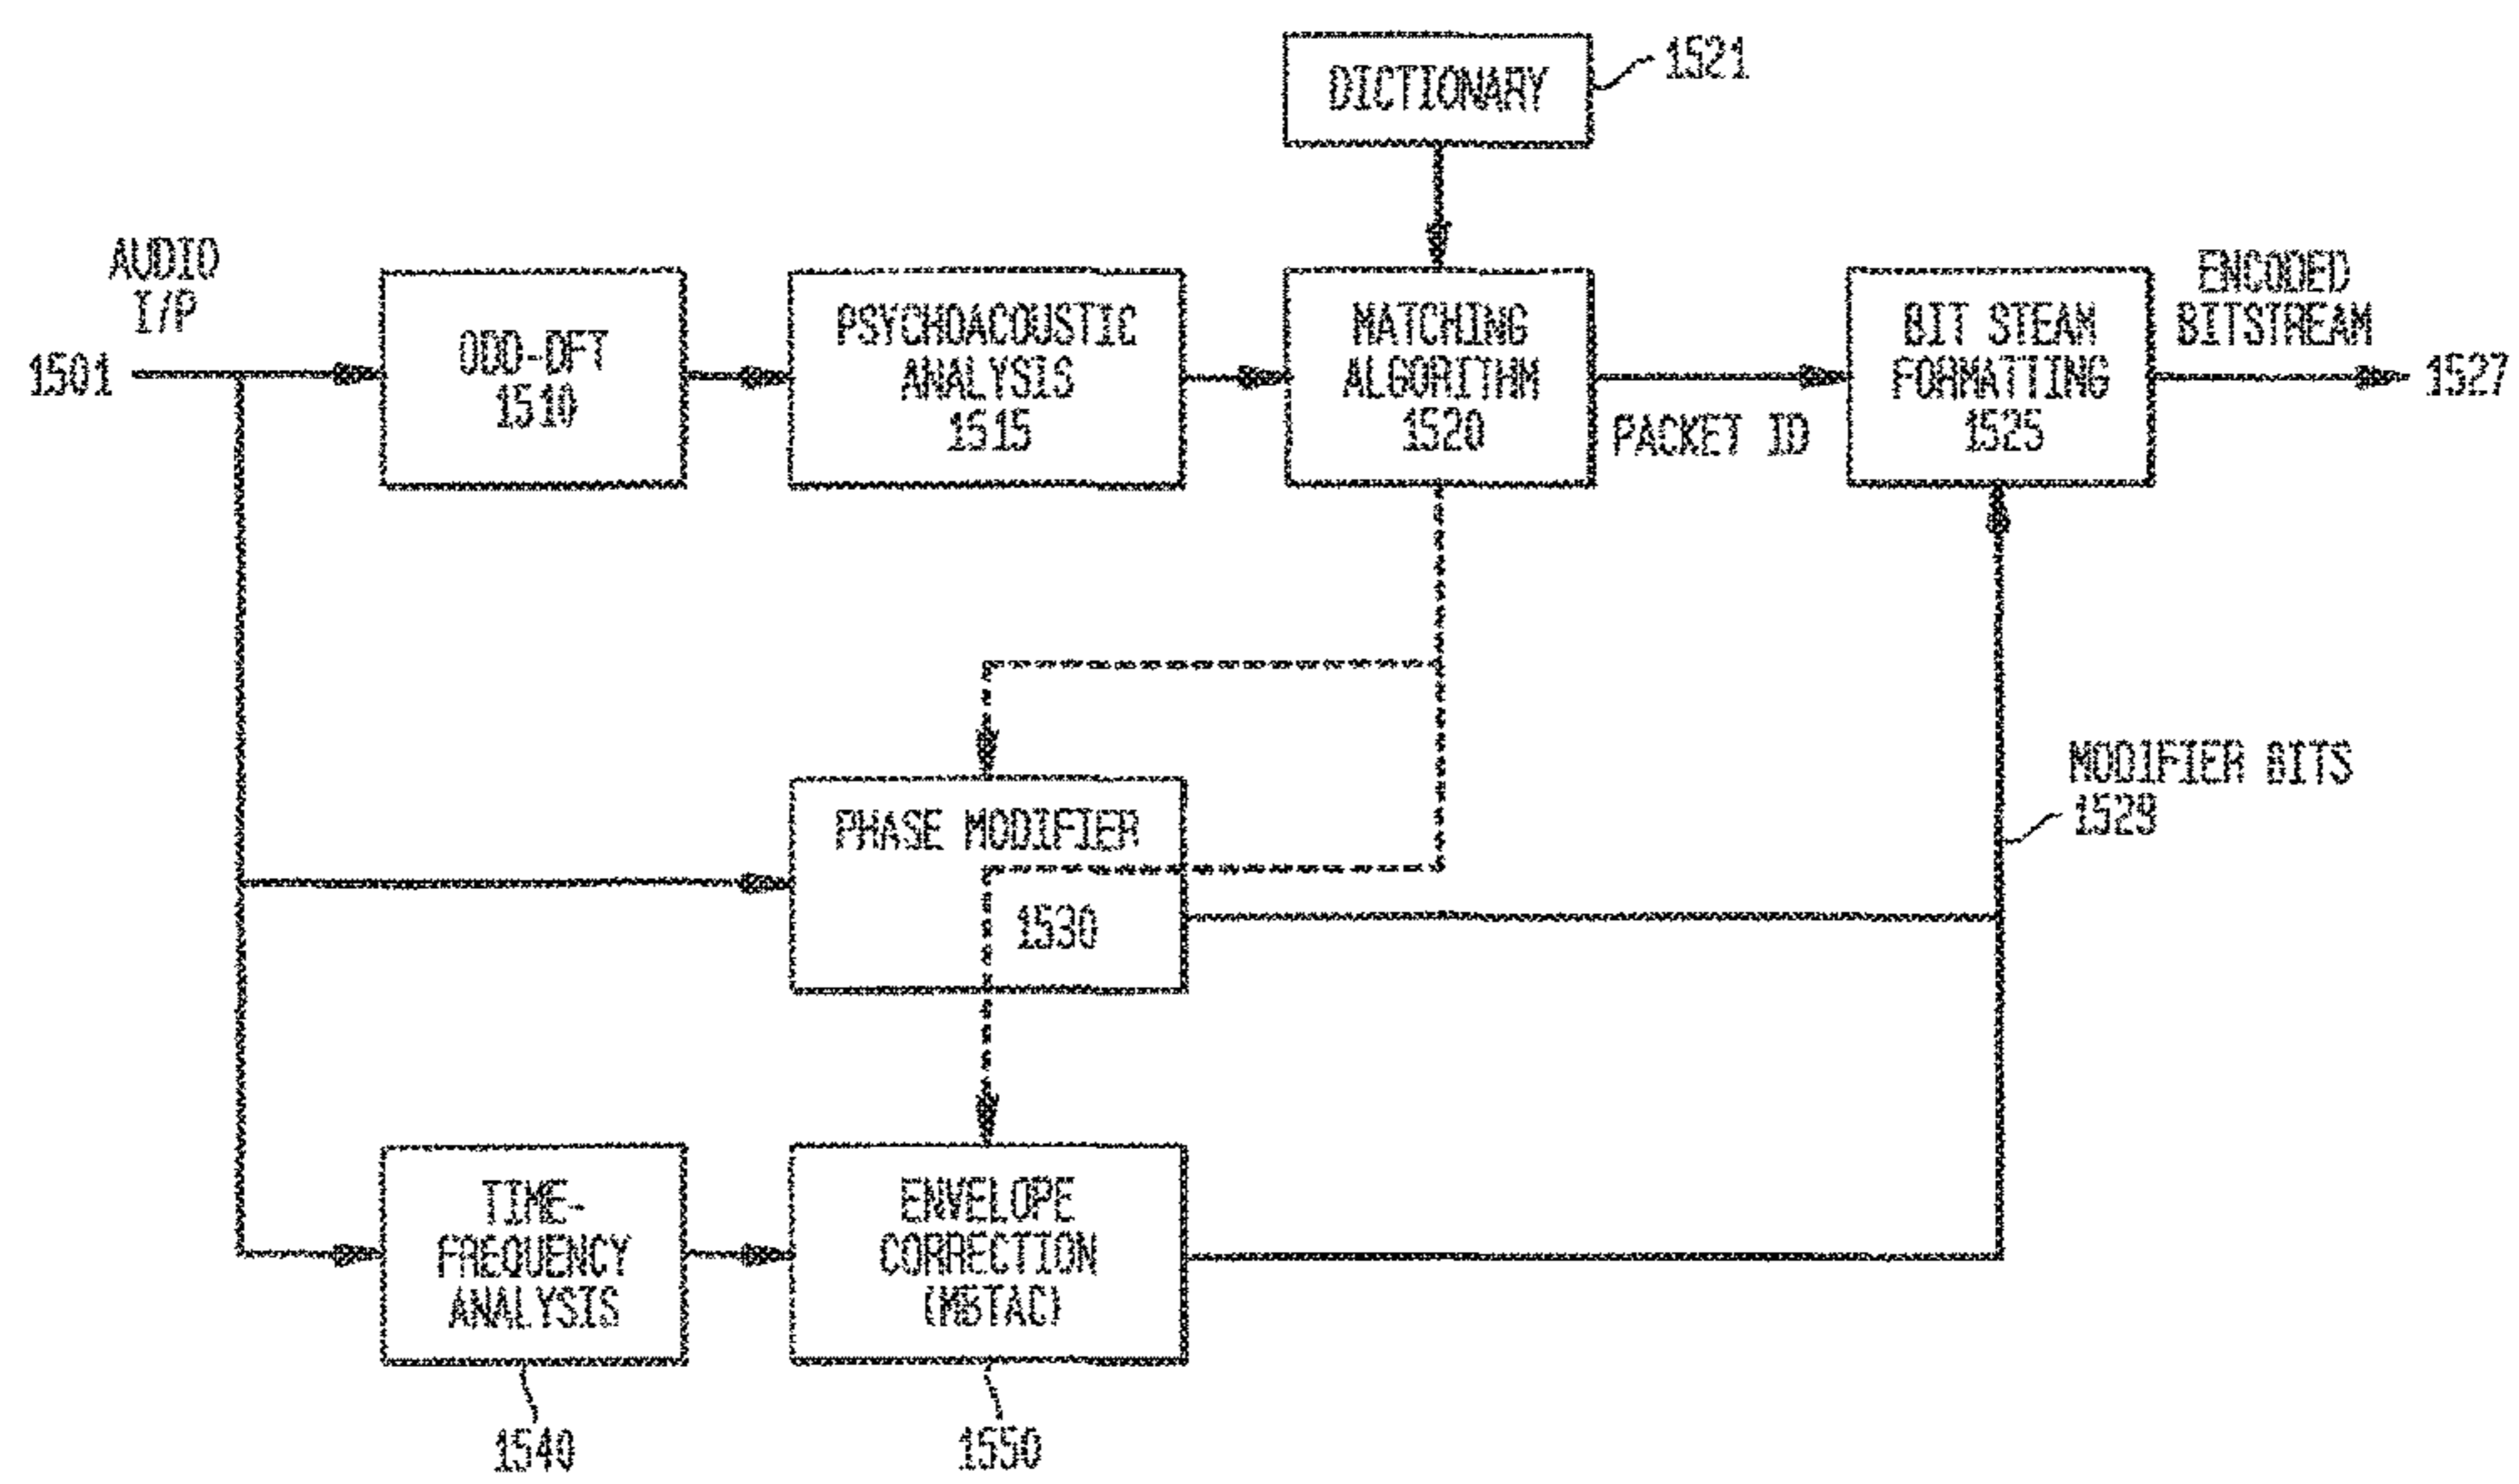 DICTIONARY
1521
AUDIO
I/P
1501
ODD-DFT
1510
PSYCHOACOUSTIC
ANALYSIS
1515
MATCHING
ALGORITHM
1520
PACKET ID
BIT STEAM
FORMATTING
1525
ENCODED
BITSTREAM
1527
PHASE MODIFIER
1530
MODIFIER BITS
1529
TIME-
FREQUENCY
ANALYSIS
1540
ENVELOPE
CORRECTION
(MBTAC)
1550